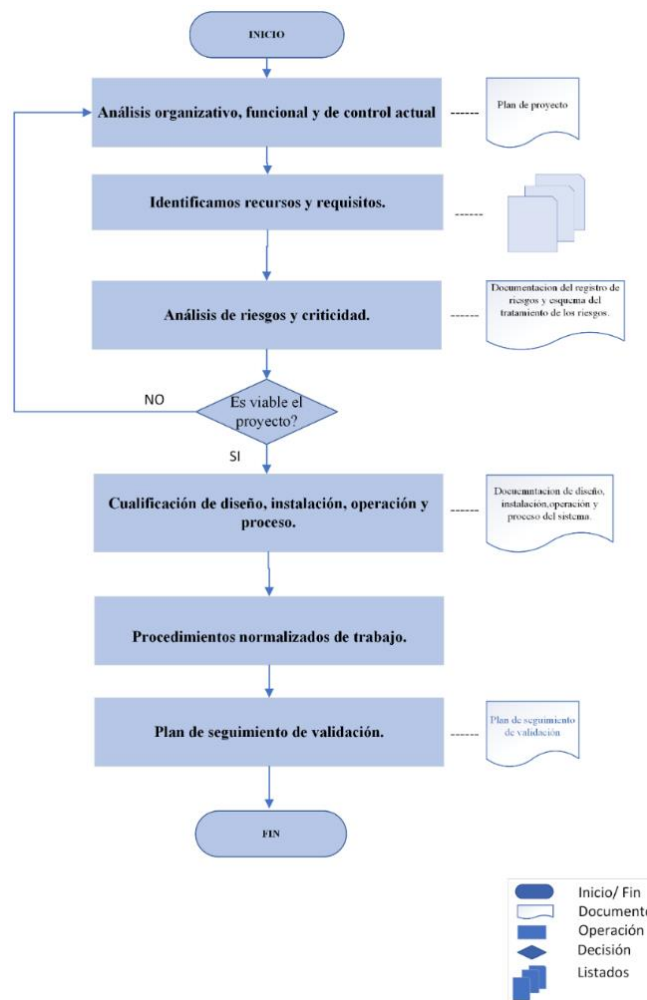 INICIO
Análisis organizativo, funcional y de control actual
Plan de proyecto
Identificamos recursos y requisitos.
Análisis de riesgos y criticidad.
Documentacion del registro de
riesgos y esquema del
tratamiento de los riesgos.
NO
Es viable el
proyecto?
SI
Cualificación de diseño, instalación, operación y
proceso.
Docuemntacion de diseño,
instalación,operación y
proceso del sistema.
Procedimientos normalizados de trabajo.
Plan de seguimiento de validación.
Plan de seguimiento
de validación
FIN
Inicio/ Fin
Documento
Operación
Decisión
Listados